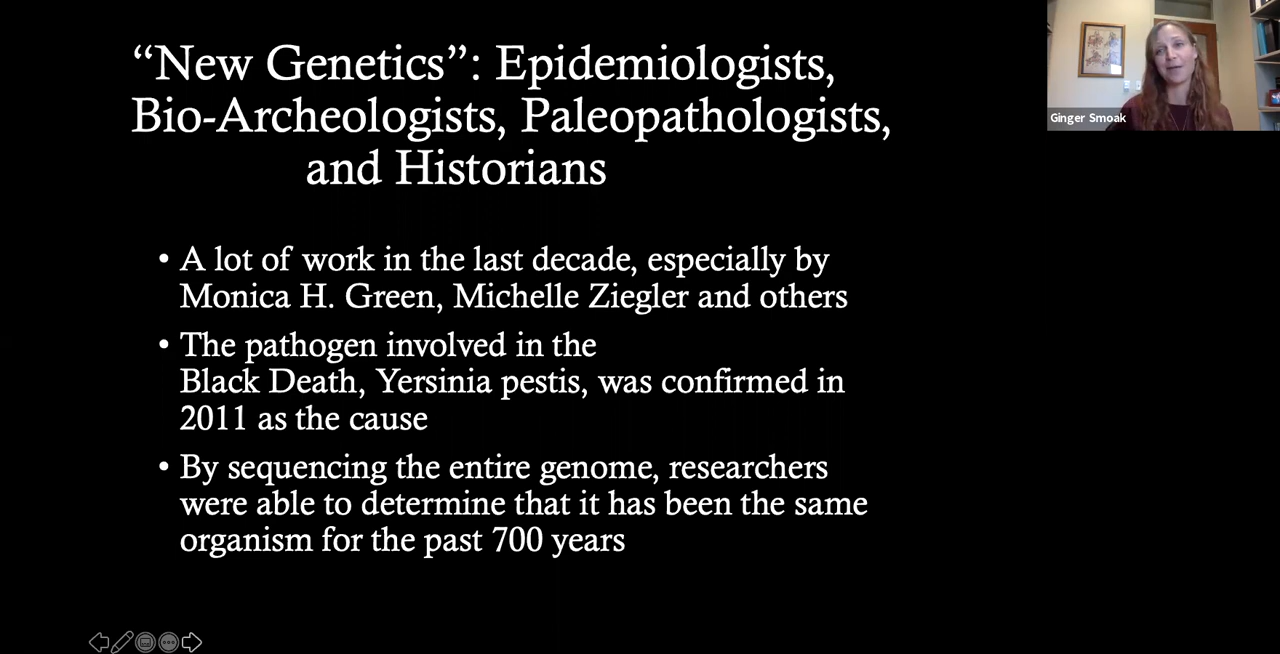 “New Genetics”: Epidemiologists,
Bio-Archeologists, Paleopathologists,
and Historians
Ginger Smoak
• A lot of work in the last decade, especially by
Monica H. Green, Michelle Ziegler and others
• The pathogen involved in the
Black Death, Yersinia pestis, was confirmed in
2011 as the cause
• By sequencing the entire genome, researchers
were able to determine that it has been the same
organism for the past 700 years